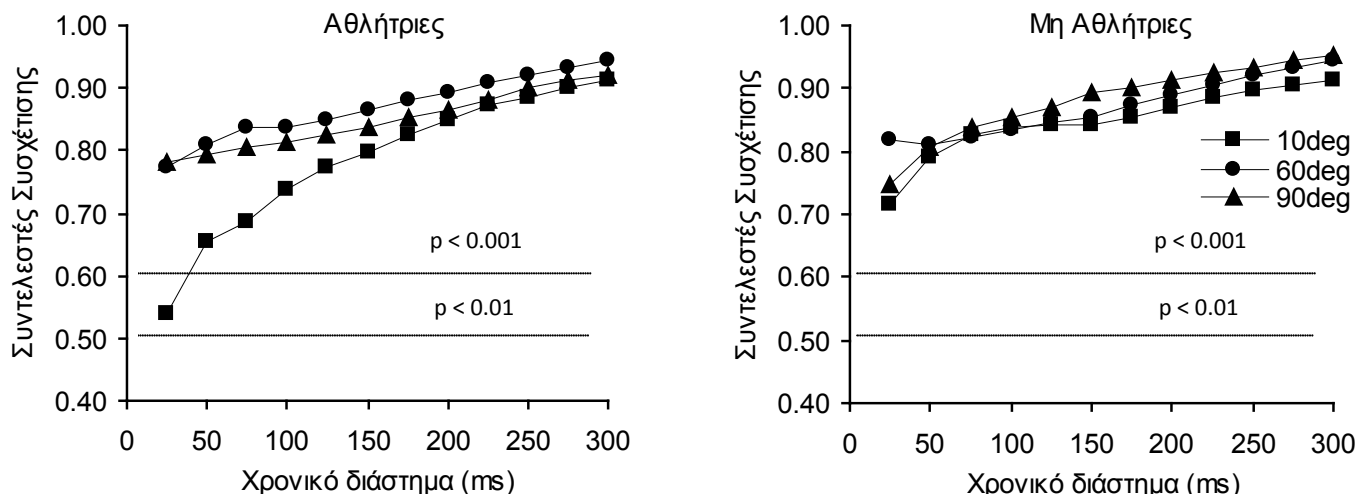 Αθλήτριες
Συντελεστές Συσχέτισης
1.00
0.90
0.80
0.70
0.60
0.50
0.40
p < 0.001
p < 0.01
0 50 100 150 200 250 300
Χρονικό διάστημα (ms)
Μη Αθλήτριες
Συντελεστές Συσχέτισης
1.00
0.90
0.80
0.70
0.60
0.50
0.40
10deg
60deg
90deg
p < 0.001
p < 0.01
0 50 100 150 200 250 300
Χρονικό διάστημα (ms)